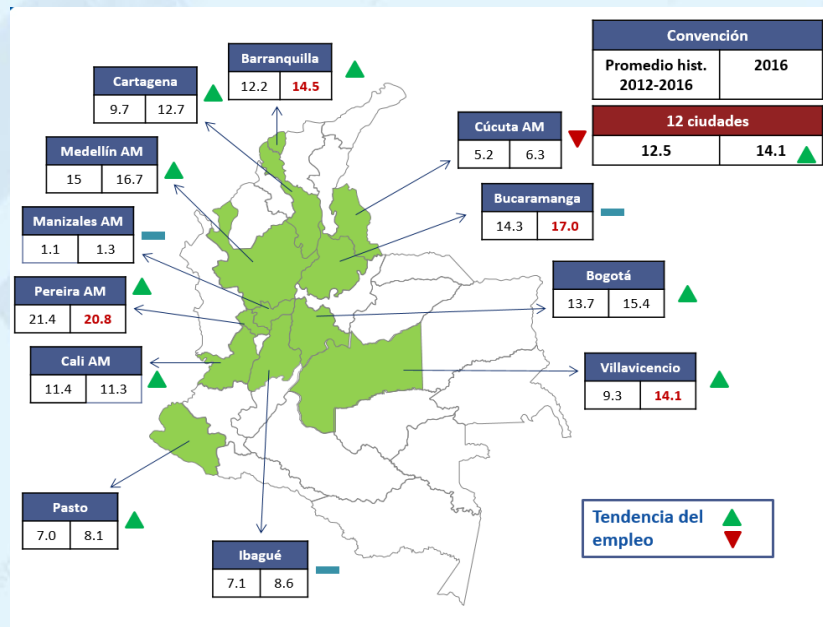 Convención
Promedio hist. 2016
2012-2016
12 ciudades
12.5 14.1
Barranquilla
12.2 14.5
Cartagena
9.7 12.7
Cúcuta AM
5.2 6.3
Medellín AM
15 16.7
Bucaramanga
14.3 17.0
Manizales AM
1.1 1.3
Bogotá
13.7 15.4
Pereira AM
21.4 20.8
Cali AM
11.4 11.3
Villavicencio
9.3 14.1
Pasto
7.0 8.1
Ibagué
7.1 8.6
Tendencia del
empleo